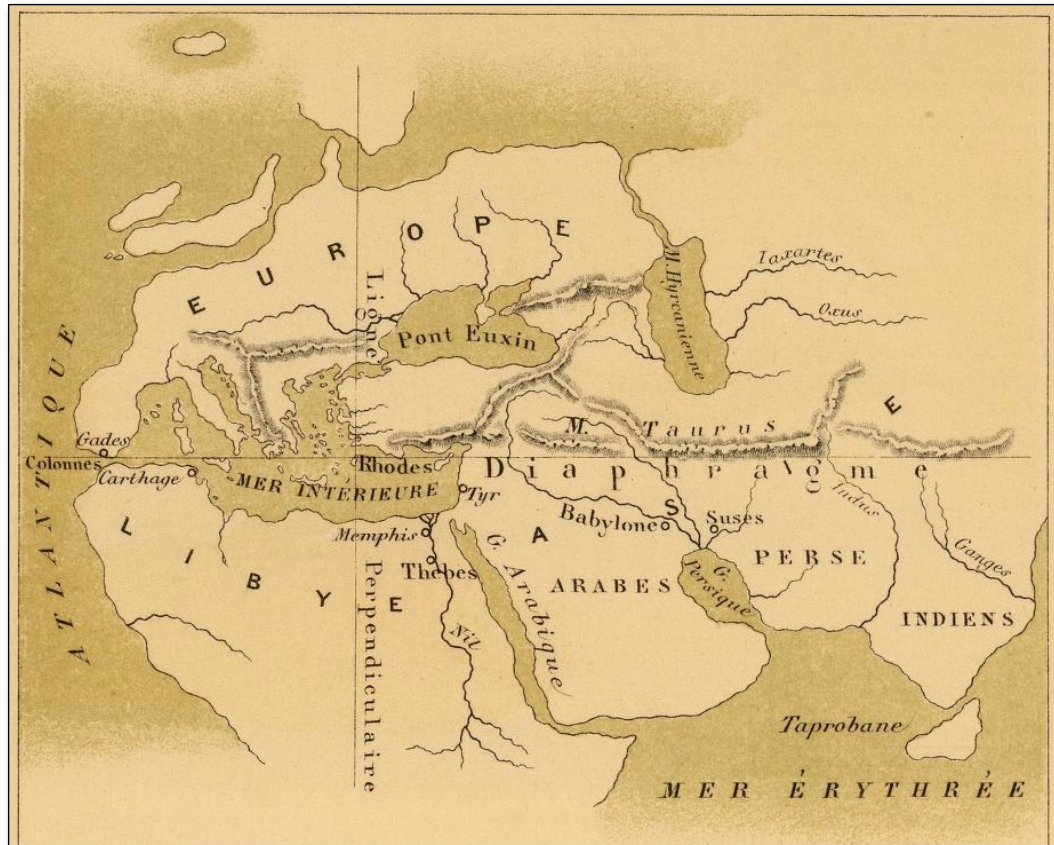 EUROPE
Iaxartes
M. Hyrcanienne
Oxus
Ligne Perpendiculaire
Pont Euxin
ATLANTIQUE
M. Taurus
Gades
Colonnes
Carthage
Rhodes
Diaphragme
MER INTÉRIEURE
Tyr
Indus
Babylone
Suses
Memphis
ASIE
LIBYE
Thèbes
G. Arabique
ARABES
G. Persique
PERSE
Ganges
INDIENS
Nil
Taprobane
MER ÉRYTHRÉE